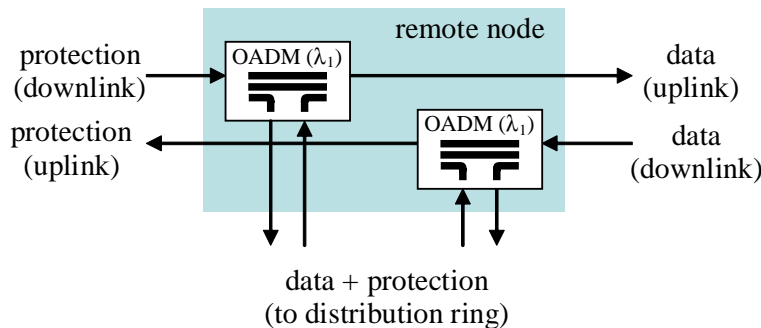 remote node
protection
(downlink)
OADM (λ₁)
data
(uplink)
protection
(uplink)
OADM (λ₁)
data
(downlink)
data + protection
(to distribution ring)